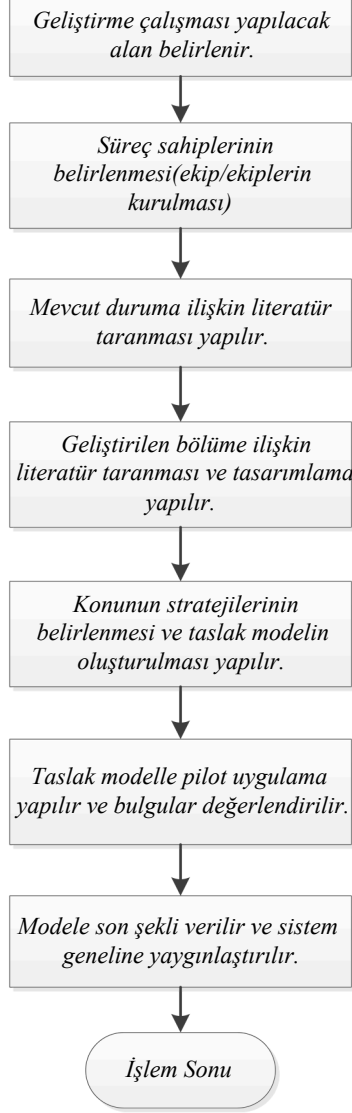 Geliştirme çalışması yapılacak
alan belirlenir.
Süreç sahiplerinin
belirlenmesi(ekip/ekiplerin
kurulması)
Mevcut duruma ilişkin literatür
taranması yapılır.
Geliştirilen bölüme ilişkin
literatür taranması ve tasarımlama
yapılır.
Konunun stratejilerinin
belirlenmesi ve taslak modelin
oluşturulması yapılır.
Taslak modelle pilot uygulama
yapılır ve bulgular değerlendirilir.
Modele son şekli verilir ve sistem
geneline yaygınlaştırılır.
İşlem Sonu